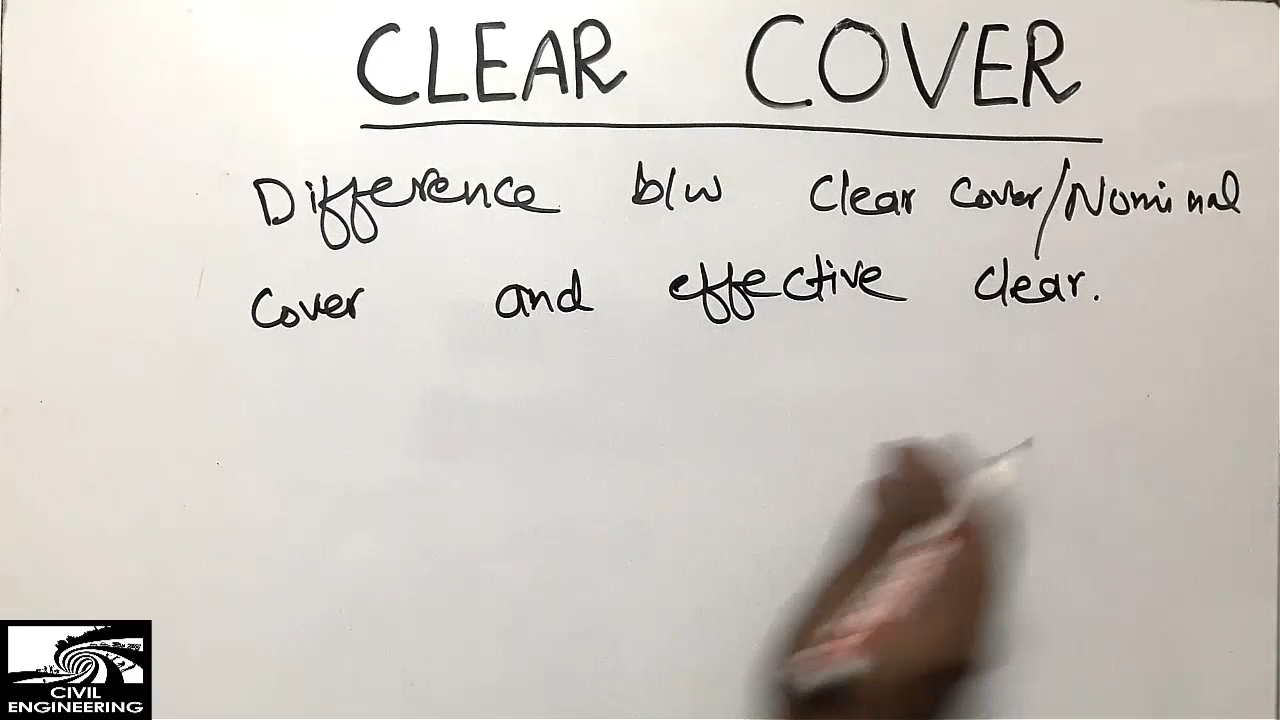 CLEAR COVER
Difference b/w Clear Cover/Nominal
Cover and effective clear.
CIVIL
ENGINEERING